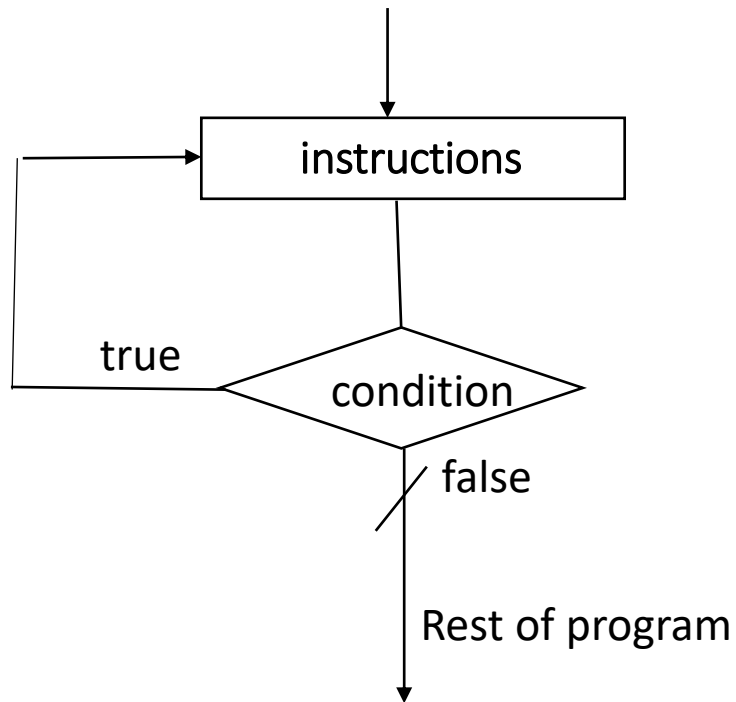 instructions
true
condition
false
Rest of program